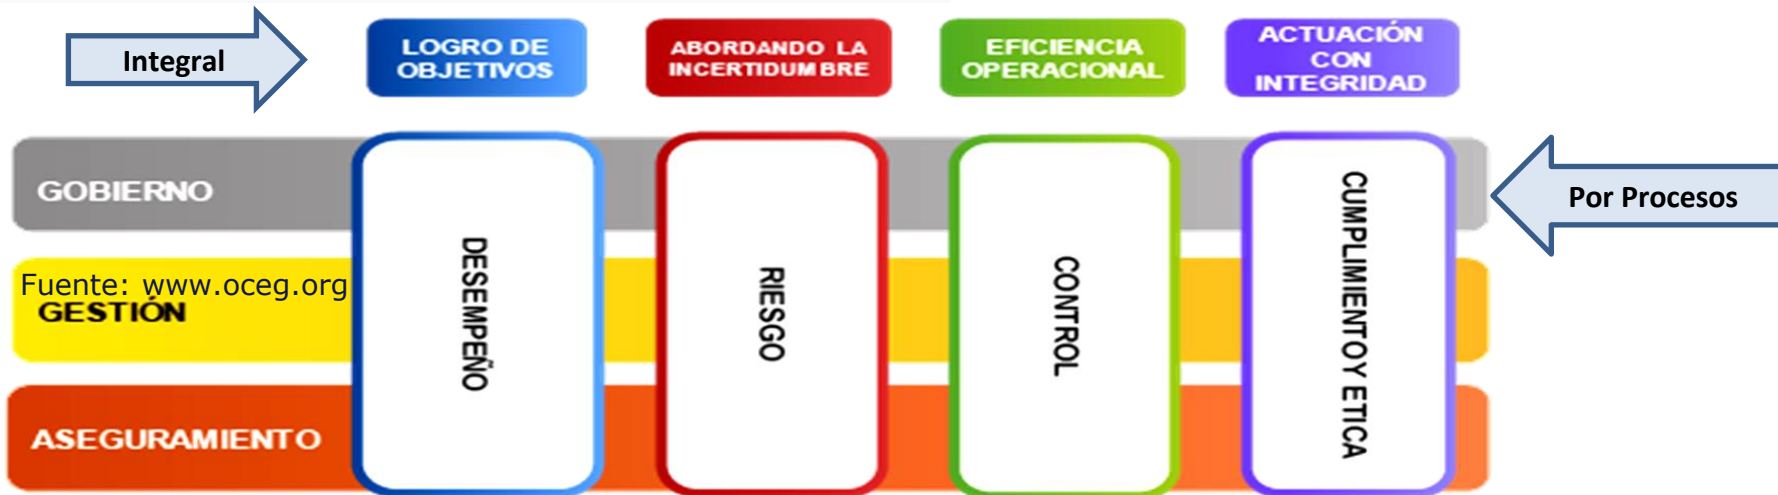 Integral
LOGRO DE
OBJETIVOS
ABORDANDO LA
INCERTIDUMBRE
EFICIENCIA
OPERACIONAL
ACTUACIÓN
CON
INTEGRIDAD
GOBIERNO
Por Procesos
Fuente: www.oceg.org
GESTIÓN
ASEGURAMIENTO
DESEMPEÑO
RIESGO
CONTROL
CUMPLIMIENTO Y ETICA